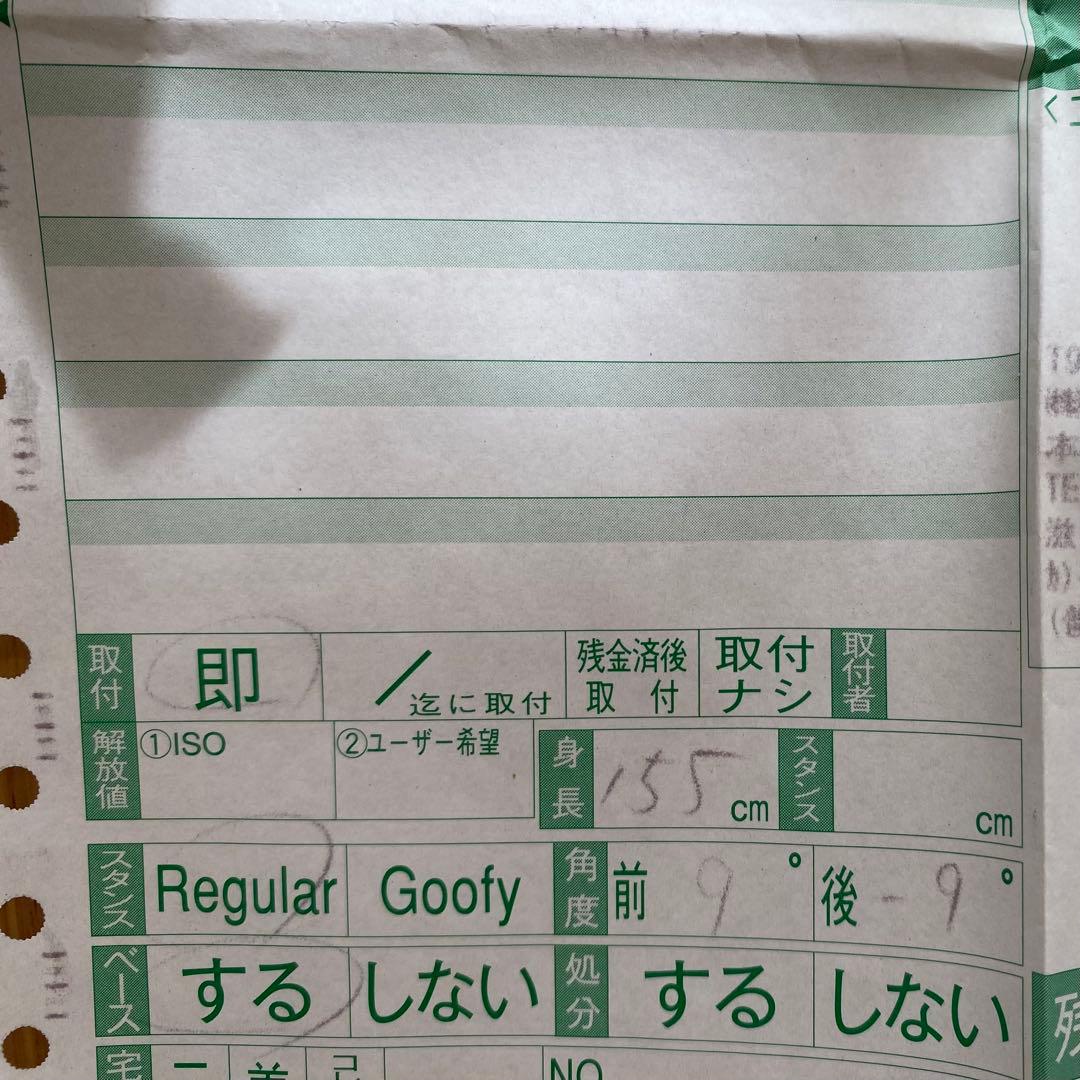 取付 即 / 迄に取付 残金済後取付 取付ナシ 取付者
解放値 ①ISO ②ユーザー希望 身長 155 cm スタンス cm
スタンス Regular Goofy 角度 前 9° 後 -9°
ベース する しない 処分 する しない
宅 NO
残